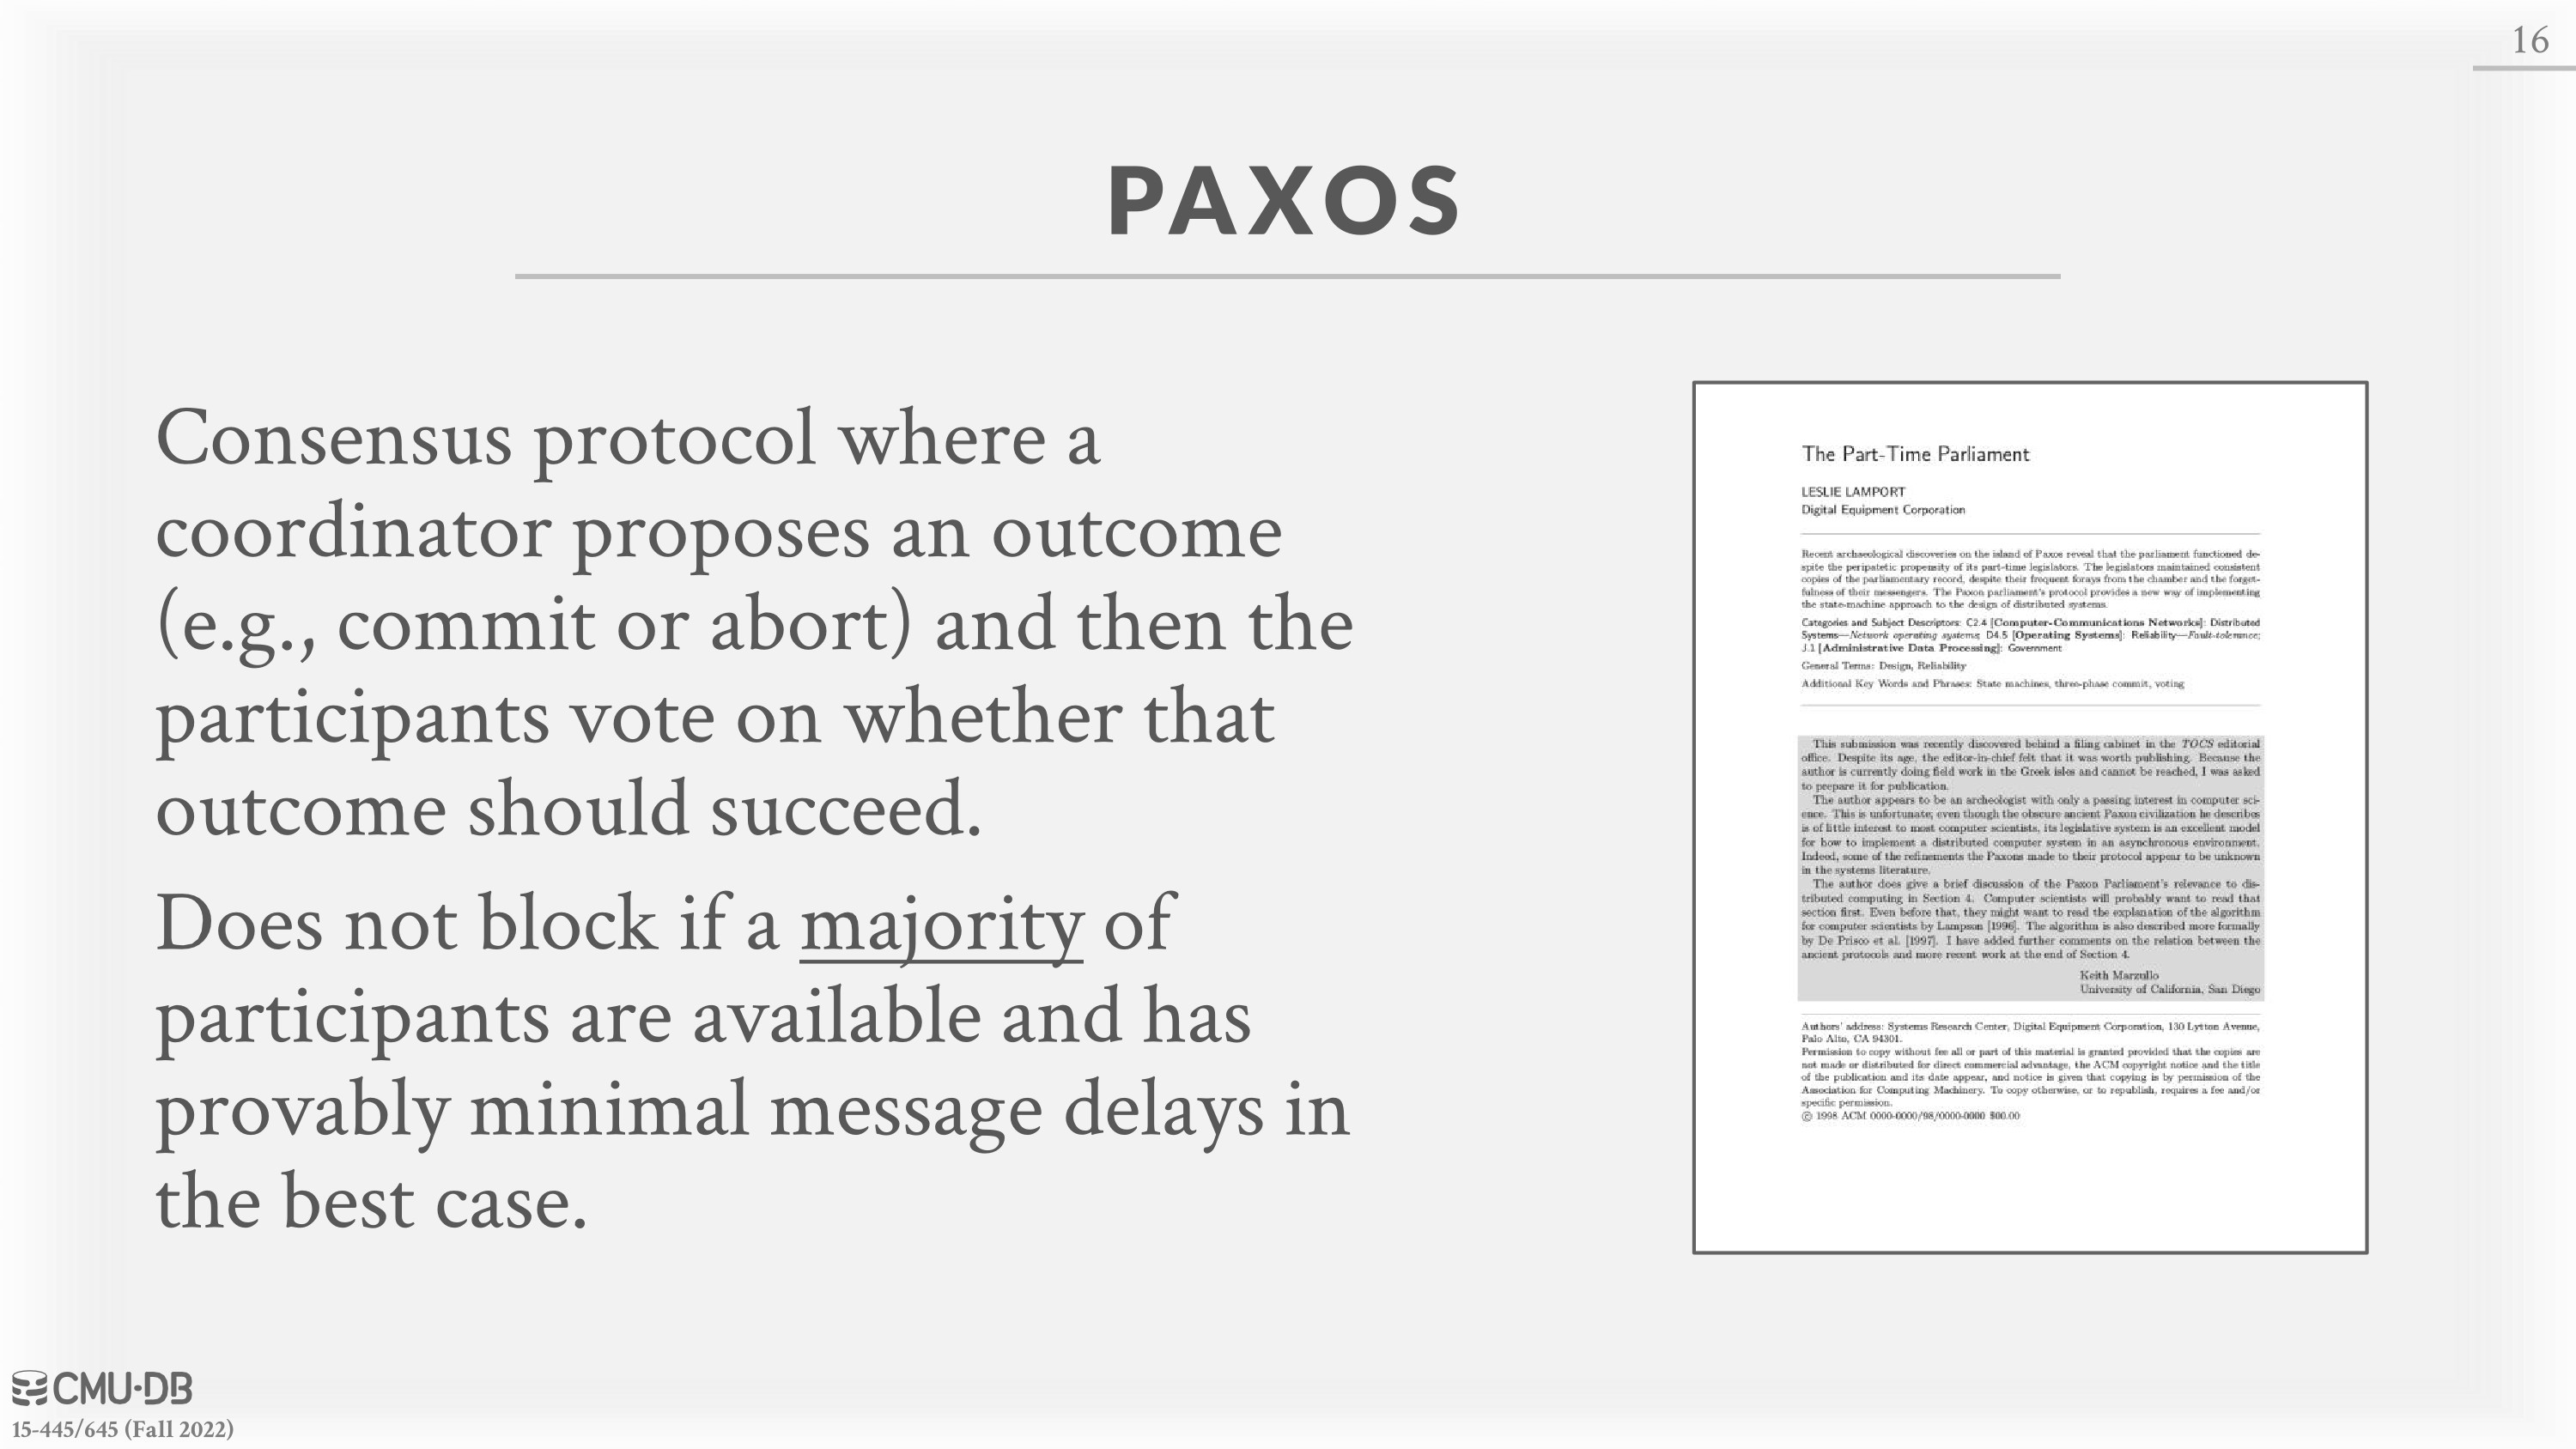 16
PAXOS
Consensus protocol where a
coordinator proposes an outcome
(e.g., commit or abort) and then the
participants vote on whether that
outcome should succeed.
Does not block if a majority of
participants are available and has
provably minimal message delays in
the best case.
The Part-Time Parliament
LESLIE LAMPORT
Digital Equipment Corporation
Recent archaeological discoveries on the island of Paxos reveal that the parliament functioned de-
spite the peripatetic propensity of its part-time legislators. The legislators maintained consistent
copies of the parliamentary record, despite their frequent forays from the chamber and the forget-
fulness of their messengers. The Paxon parliament's protocol provides a new way of implementing
the state-machine approach to the design of distributed systems.
Categories and Subject Descriptors: C2.4 [Computer-Communications Networks]: Distributed
Systems—Network operating systems; D4.5 [Operating Systems]: Reliability—Fault-tolerance;
J.1 [Administrative Data Processing]: Government
General Terms: Design, Reliability
Additional Key Words and Phrases: State machines, three-phase commit, voting
This submission was recently discovered behind a filing cabinet in the TOCS editorial
office. Despite its age, the editor-in-chief felt that it was worth publishing. Because the
author is currently doing field work in the Greek isles and cannot be reached, I was asked
to prepare it for publication.
The author appears to be an archeologist with only a passing interest in computer sci-
ence. This is unfortunate; even though the obscure ancient Paxon civilization he describes
is of little interest to most computer scientists, its legislative system is an excellent model
for how to implement a distributed computer system in an asynchronous environment.
Indeed, some of the refinements the Paxons made to their protocol appear to be unknown
in the systems literature.
The author does give a brief discussion of the Paxon Parliament's relevance to dis-
tributed computing in Section 4. Computer scientists will probably want to read that
section first. Even before that, they might want to read the explanation of the algorithm
for computer scientists by Lampson [1996]. The algorithm is also described more formally
by De Prisco et al. [1997]. I have added further comments on the relation between the
ancient protocols and more recent work at the end of Section 4.
Keith Marzullo
University of California, San Diego
Authors' address: Systems Research Center, Digital Equipment Corporation, 130 Lytton Avenue,
Palo Alto, CA 94301.
Permission to copy without fee all or part of this material is granted provided that the copies are
not made or distributed for direct commercial advantage, the ACM copyright notice and the title
of the publication and its date appear, and notice is given that copying is by permission of the
Association for Computing Machinery. To copy otherwise, or to republish, requires a fee and/or
specific permission.
© 1998 ACM 0000-0000/98/0000-0000 $00.00
CMU·DB
15-445/645 (Fall 2022)